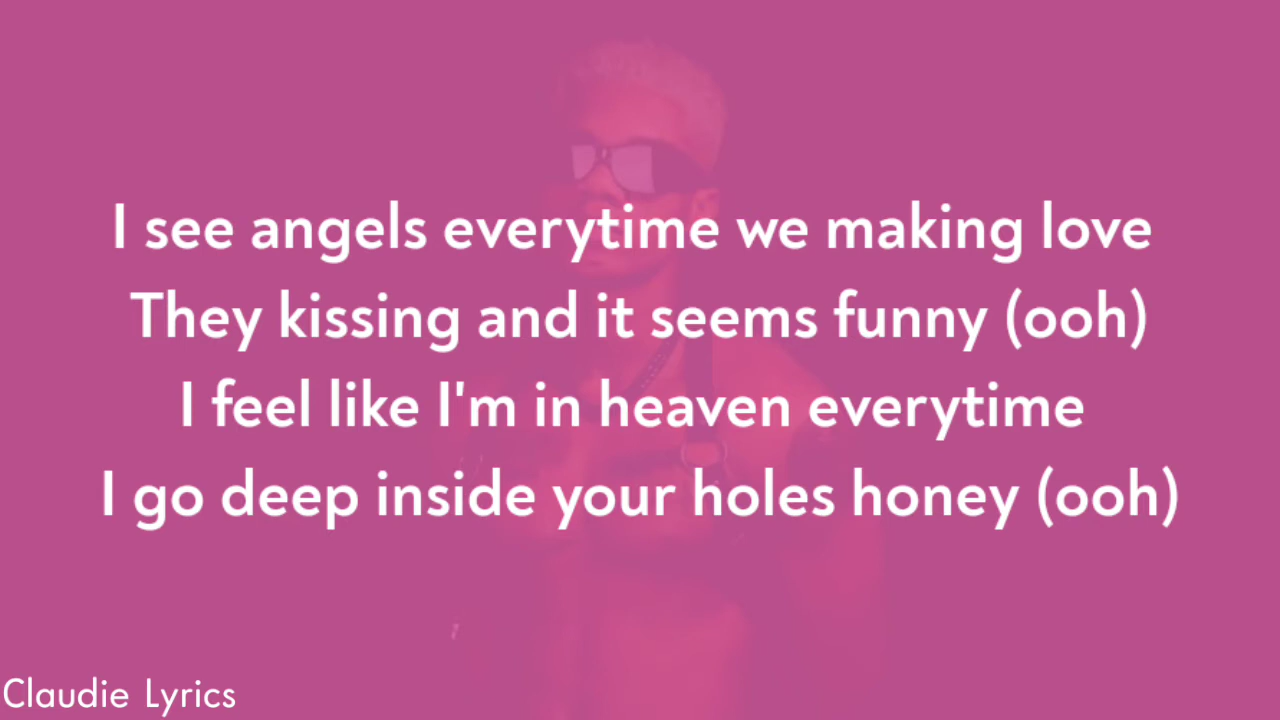 I see angels everytime we making love
They kissing and it seems funny (ooh)
I feel like I'm in heaven everytime
I go deep inside your holes honey (ooh)
Claudie Lyrics